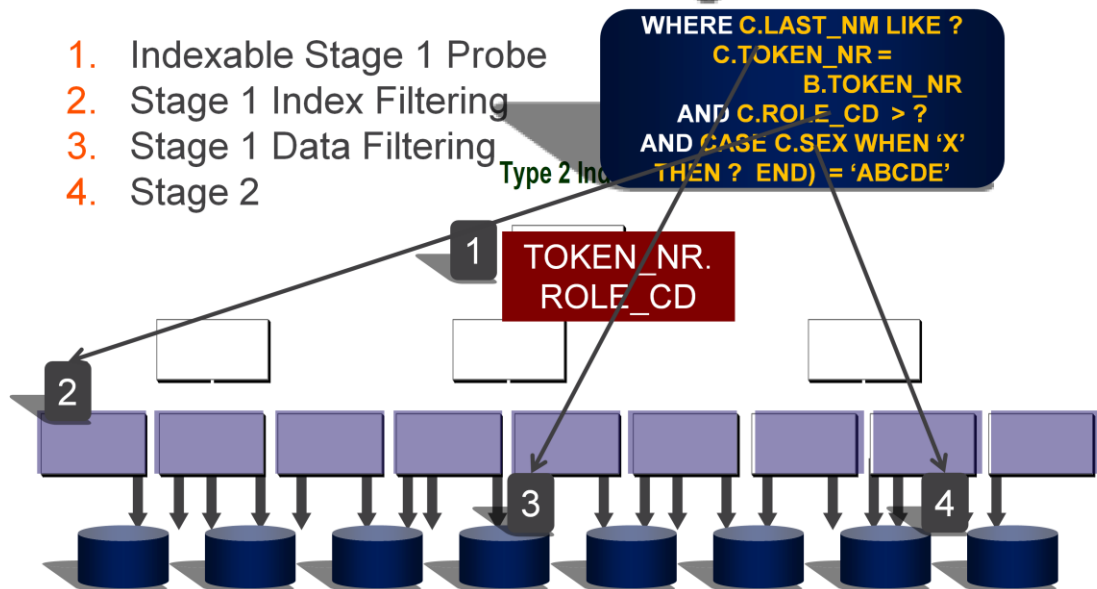 1. Indexable Stage 1 Probe
2. Stage 1 Index Filtering
3. Stage 1 Data Filtering
4. Stage 2
WHERE C.LAST_NM LIKE ?
C.TOKEN_NR =
B.TOKEN_NR
AND C.ROLE_CD > ?
AND CASE C.SEX WHEN ‘X’
THEN ? END) = ‘ABCDE’
Type 2
1
TOKEN_NR.
ROLE_CD
2
3
4